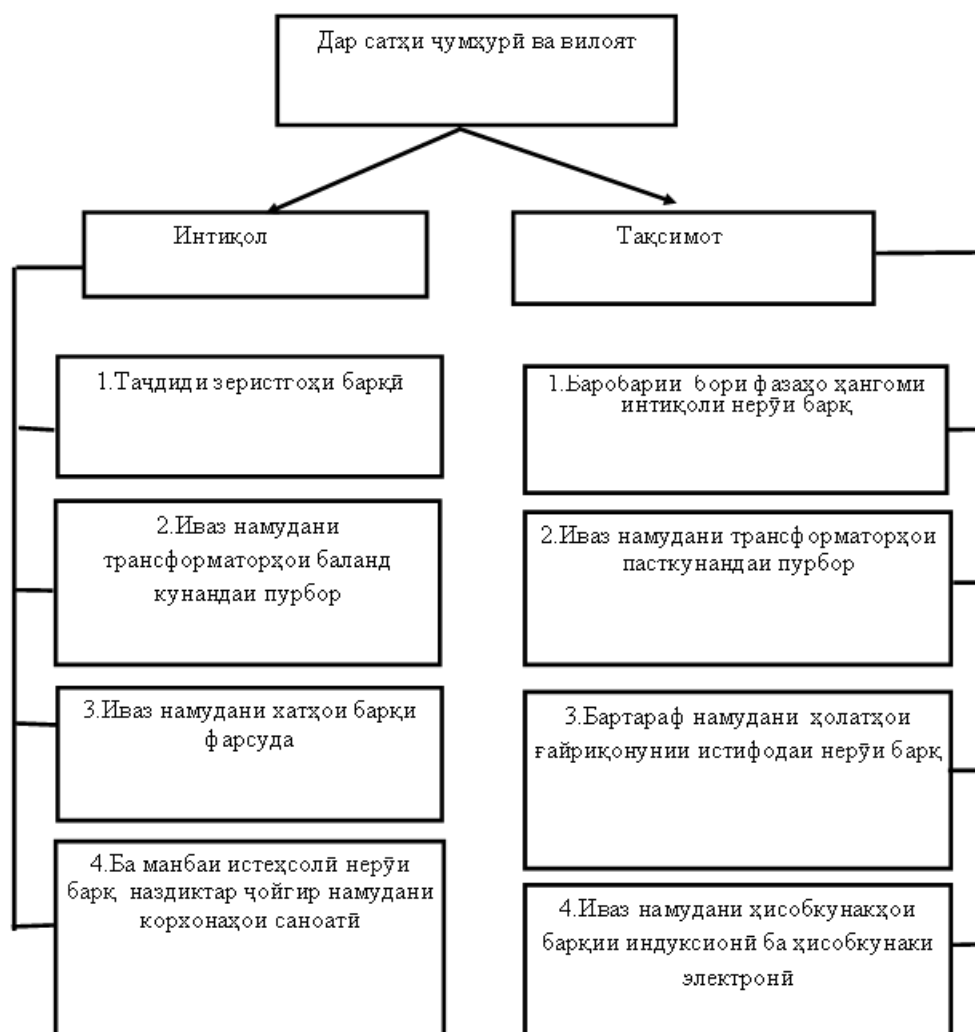 Дар сатҳи ҷумҳурӣ ва вилоят
Интиқол
Тақсимот
1.Таҷдиди зеристгоҳи барқӣ
2.Иваз намудани
трансформаторҳои баланд
кунандаи пурбор
3.Иваз намудани хатҳои барқи
фарсуда
4.Ба манбаи истеҳсолӣ нерӯи
барқ наздиктар ҷойгир намудани
корхонаҳои саноатӣ
1.Баробарии бори фазаҳо ҳангоми
интиқоли нерӯи барқ
2.Иваз намудани трансформаторҳои
пасткунандаи пурбор
3.Бартараф намудани ҳолатҳои
ғайриқонунии истифодаи нерӯи барқ
4.Иваз намудани ҳисобкунакҳои
барқии индуксионӣ ба ҳисобкунаки
электронӣ